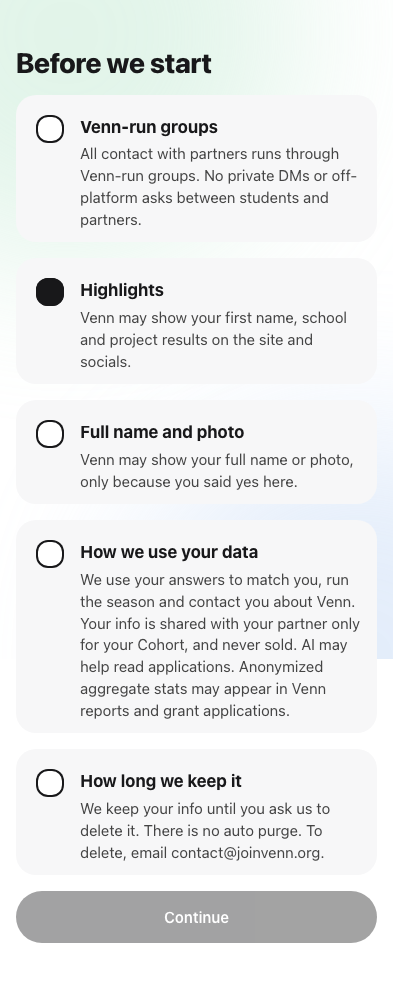 Before we start
Venn-run groups
All contact with partners runs through
Venn-run groups. No private DMs or off-
platform asks between students and
partners.
Highlights
Venn may show your first name, school
and project results on the site and
socials.
Full name and photo
Venn may show your full name or photo,
only because you said yes here.
How we use your data
We use your answers to match you, run
the season and contact you about Venn.
Your info is shared with your partner only
for your Cohort, and never sold. AI may
help read applications. Anonymized
aggregate stats may appear in Venn
reports and grant applications.
How long we keep it
We keep your info until you ask us to
delete it. There is no auto purge. To
delete, email contact@joinvenn.org.
Continue